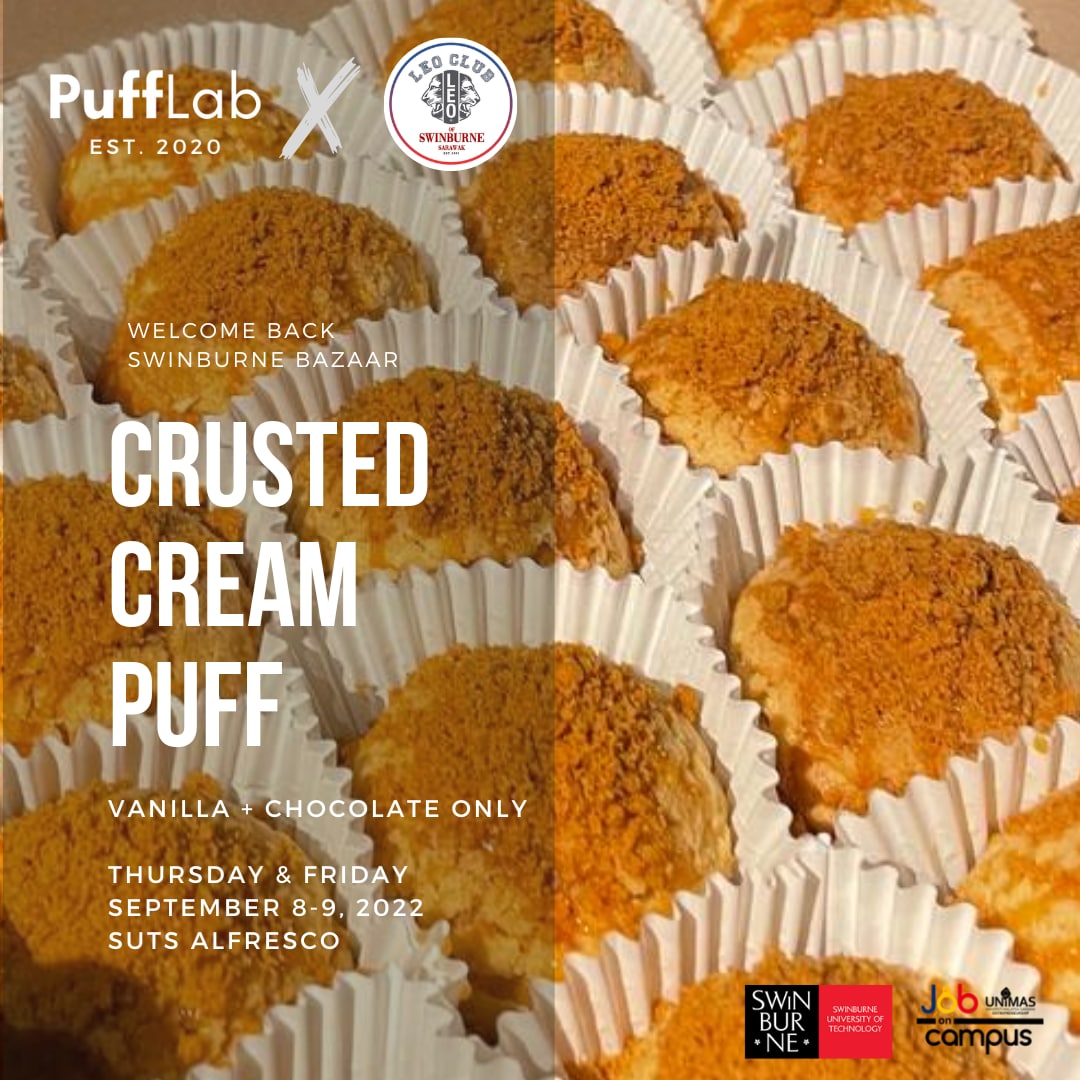 PuffLab
EST. 2020
X
LEO CLUB
LEO
OF
SWINBURNE
SARAWAK
WELCOME BACK
SWINBURNE BAZAAR
CRUSTED
CREAM
PUFF
VANILLA + CHOCOLATE ONLY
THURSDAY & FRIDAY
SEPTEMBER 8-9, 2022
SUTS ALFRESCO
SWIN
BUR
*NE*
SWINBURNE
UNIVERSITY OF
TECHNOLOGY
Job
UNIMAS
on
campus